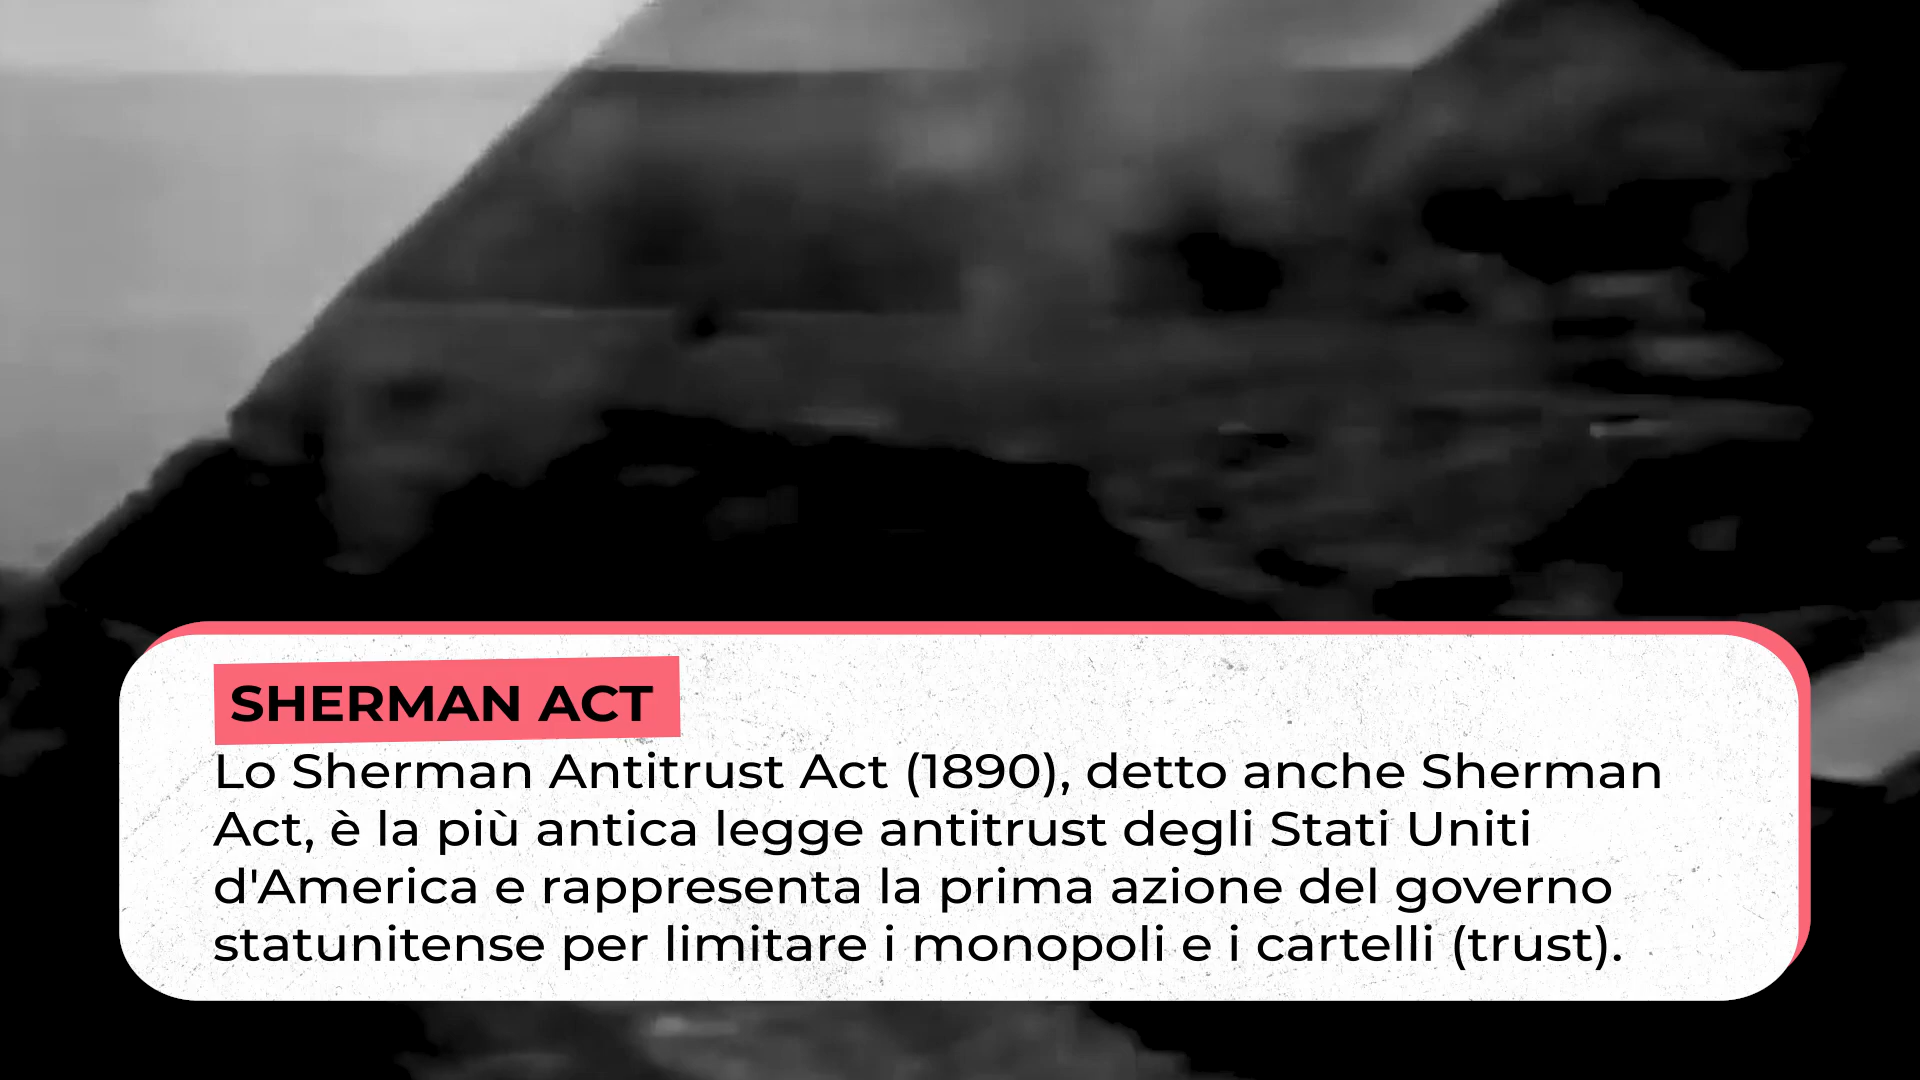 SHERMAN ACT
Lo Sherman Antitrust Act (1890), detto anche Sherman
Act, è la più antica legge antitrust degli Stati Uniti
d'America e rappresenta la prima azione del governo
statunitense per limitare i monopoli e i cartelli (trust).